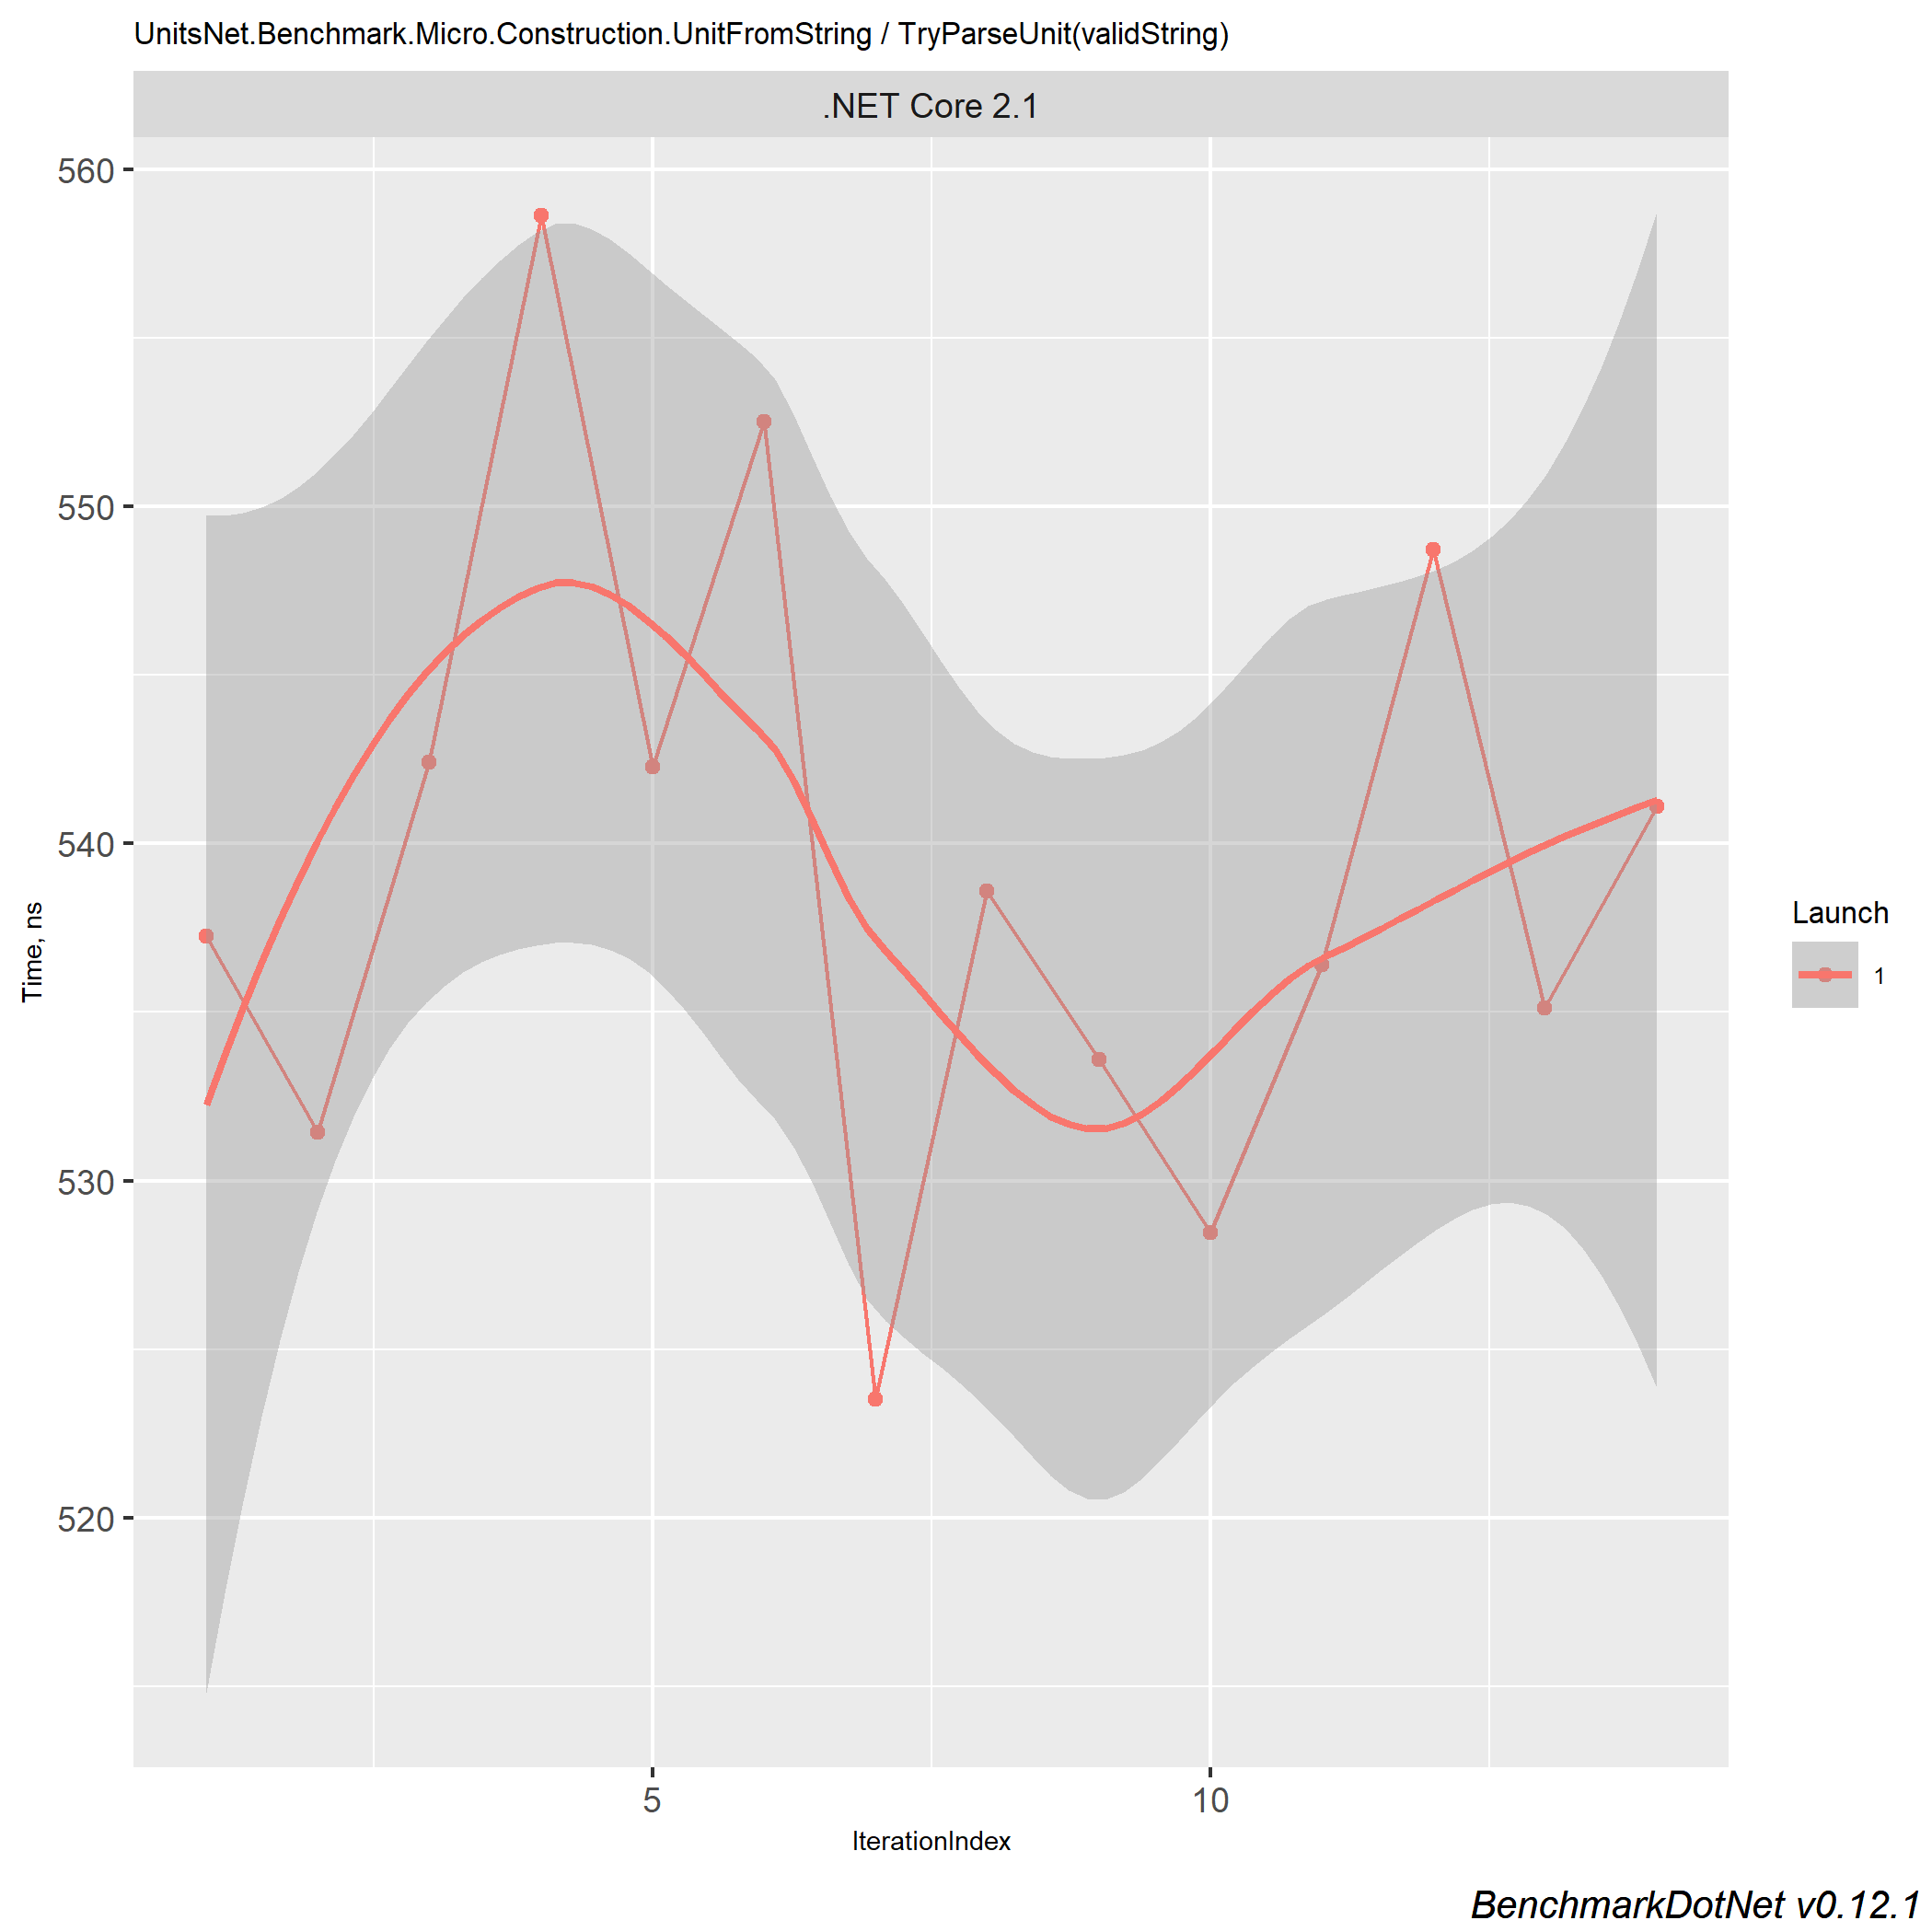 UnitsNet.Benchmark.Micro.Construction.UnitFromString / TryParseUnit(validString)
.NET Core 2.1
560
550
540
530
520
Time, ns
5
10
IterationIndex
Launch
1
BenchmarkDotNet v0.12.1